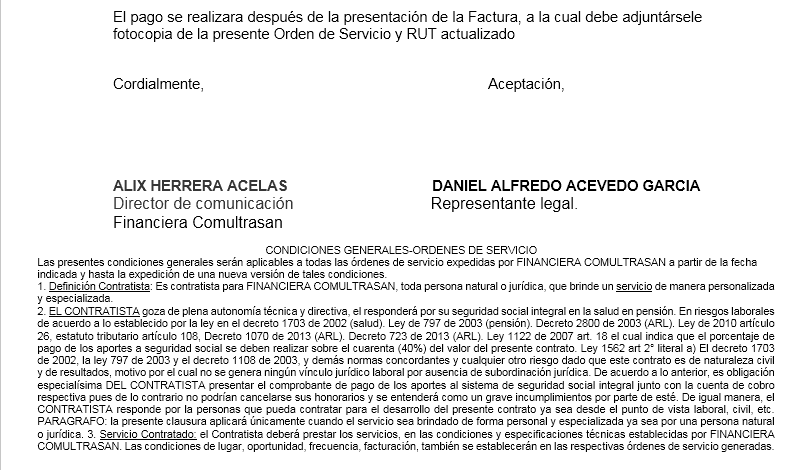 El pago se realizara después de la presentación de la Factura, a la cual debe adjuntársele
fotocopia de la presente Orden de Servicio y RUT actualizado
Cordialmente, Aceptación,
ALIX HERRERA ACELAS DANIEL ALFREDO ACEVEDO GARCIA
Director de comunicación Representante legal.
Financiera Comultrasan
CONDICIONES GENERALES-ORDENES DE SERVICIO
Las presentes condiciones generales serán aplicables a todas las órdenes de servicio expedidas por FINANCIERA COMULTRASAN a partir de la fecha
indicada y hasta la expedición de una nueva versión de tales condiciones.
1. Definición Contratista: Es contratista para FINANCIERA COMULTRASAN, toda persona natural o jurídica, que brinde un servicio de manera personalizada
y especializada.
2. EL CONTRATISTA goza de plena autonomía técnica y directiva, el responderá por su seguridad social integral en la salud en pensión. En riesgos laborales
de acuerdo a lo establecido por la ley en el decreto 1703 de 2002 (salud). Ley de 797 de 2003 (pensión). Decreto 2800 de 2003 (ARL). Ley de 2010 artículo
26, estatuto tributario artículo 108, Decreto 1070 de 2013 (ARL). Decreto 723 de 2013 (ARL). Ley 1122 de 2007 art. 18 el cual indica que el porcentaje de
pago de los aportes a seguridad social se deben realizar sobre el cuarenta (40%) del valor del presente contrato. Ley 1562 art 2° literal a) El decreto 1703
de 2002, la ley 797 de 2003 y el decreto 1108 de 2003, y demás normas concordantes y cualquier otro riesgo dado que este contrato es de naturaleza civil
y de resultados, motivo por el cual no se genera ningún vínculo jurídico laboral por ausencia de subordinación jurídica. De acuerdo a lo anterior, es obligación
especialísima DEL CONTRATISTA presentar el comprobante de pago de los aportes al sistema de seguridad social integral junto con la cuenta de cobro
respectiva pues de lo contrario no podrían cancelarse sus honorarios y se entenderá como un grave incumplimientos por parte de esté. De igual manera, el
CONTRATISTA responde por la personas que pueda contratar para el desarrollo del presente contrato ya sea desde el punto de vista laboral, civil, etc.
PARAGRAFO: la presente clausura aplicará únicamente cuando el servicio sea brindado de forma personal y especializada ya sea por una persona natural
o jurídica. 3. Servicio Contratado: el Contratista deberá prestar los servicios, en las condiciones y especificaciones técnicas establecidas por FINANCIERA
COMULTRASAN. Las condiciones de lugar, oportunidad, frecuencia, facturación, también se establecerán en las respectivas órdenes de servicio generadas.